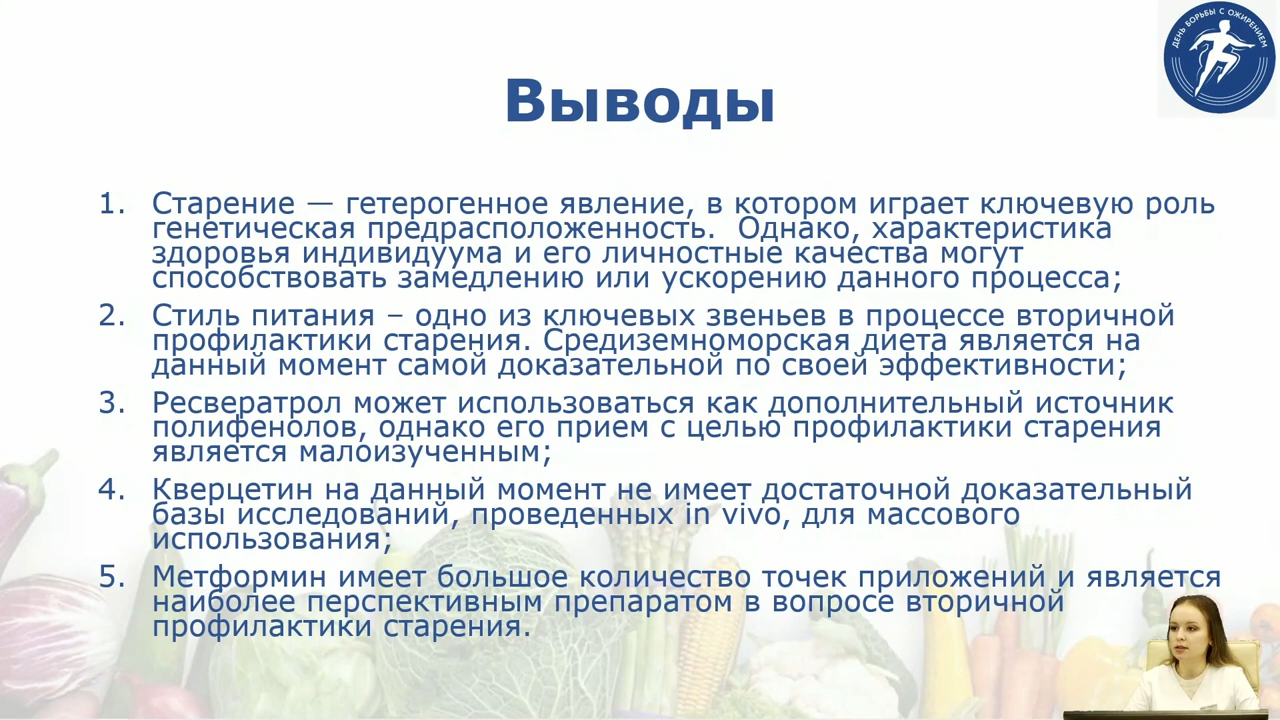 ДЕНЬ БОРЬБЫ С ОЖИРЕНИЕМ
Выводы
1. Старение — гетерогенное явление, в котором играет ключевую роль
генетическая предрасположенность. Однако, характеристика
здоровья индивидуума и его личностные качества могут
способствовать замедлению или ускорению данного процесса;
2. Стиль питания – одно из ключевых звеньев в процессе вторичной
профилактики старения. Средиземноморская диета является на
данный момент самой доказательной по своей эффективности;
3. Ресвератрол может использоваться как дополнительный источник
полифенолов, однако его прием с целью профилактики старения
является малоизученным;
4. Кверцетин на данный момент не имеет достаточной доказательный
базы исследований, проведенных in vivo, для массового
использования;
5. Метформин имеет большое количество точек приложений и является
наиболее перспективным препаратом в вопросе вторичной
профилактики старения.